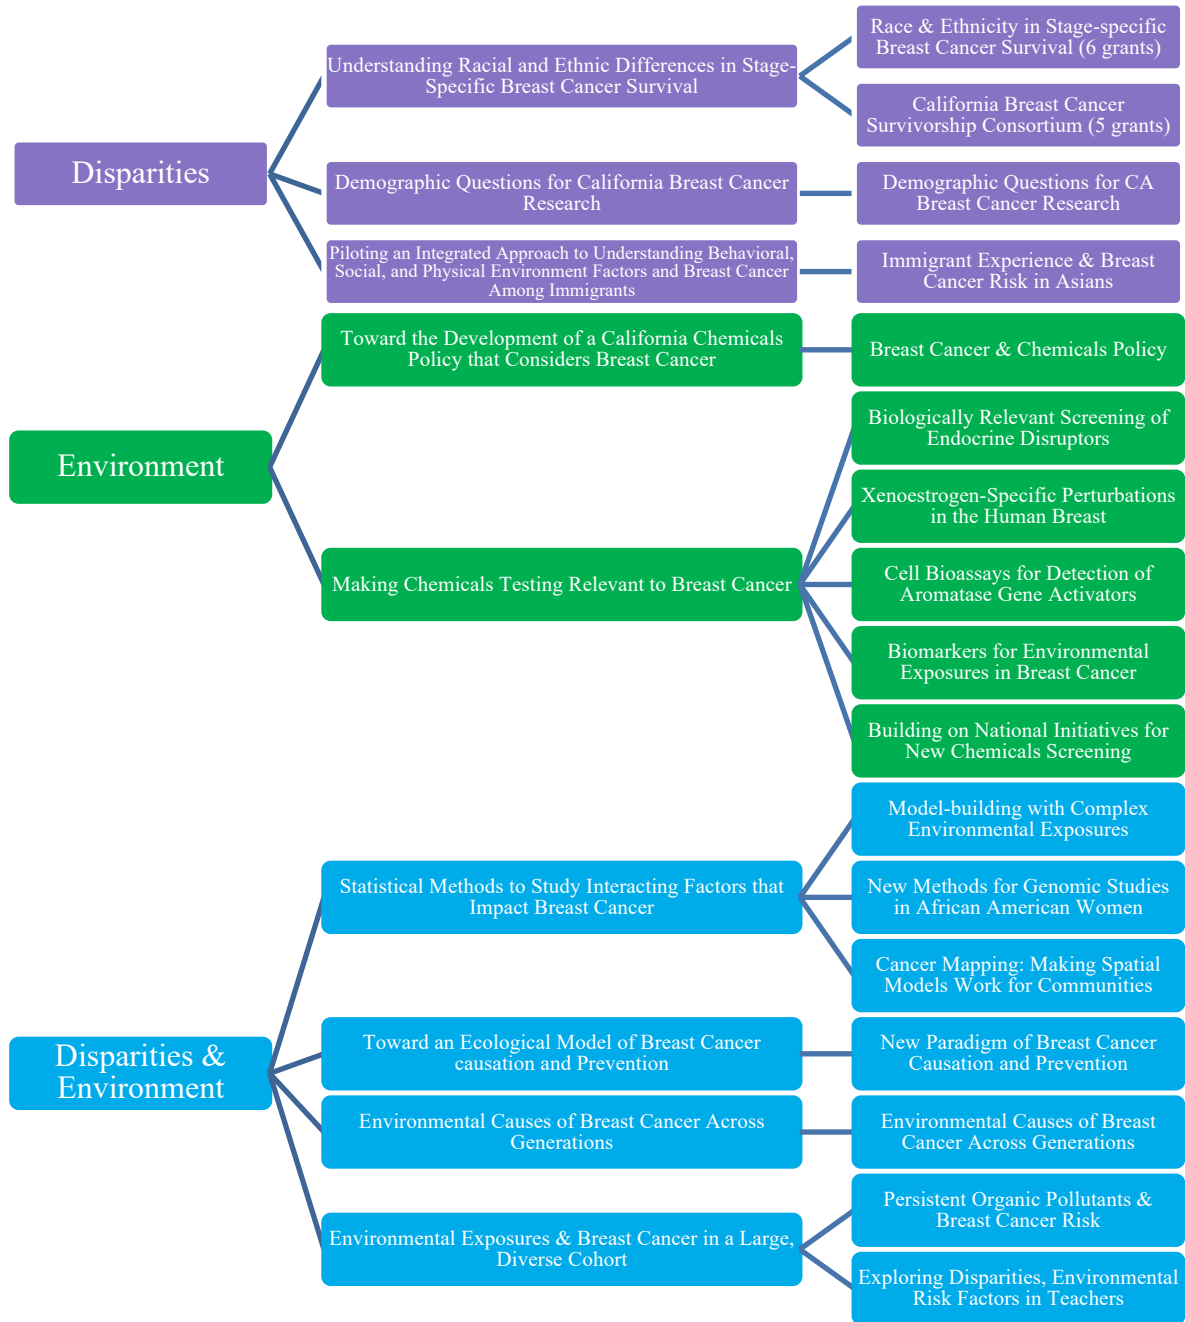 Disparities
Understanding Racial and Ethnic Differences in Stage-
Specific Breast Cancer Survival
Race & Ethnicity in Stage-specific
Breast Cancer Survival (6 grants)
California Breast Cancer
Survivorship Consortium (5 grants)
Demographic Questions for California Breast Cancer
Research
Demographic Questions for CA
Breast Cancer Research
Piloting an Integrated Approach to Understanding Behavioral,
Social, and Physical Environment Factors and Breast Cancer
Among Immigrants
Immigrant Experience & Breast
Cancer Risk in Asians
Environment
Toward the Development of a California Chemicals
Policy that Considers Breast Cancer
Breast Cancer & Chemicals Policy
Making Chemicals Testing Relevant to Breast Cancer
Biologically Relevant Screening of
Endocrine Disruptors
Xenoestrogen-Specific Perturbations
in the Human Breast
Cell Bioassays for Detection of
Aromatase Gene Activators
Biomarkers for Environmental
Exposures in Breast Cancer
Building on National Initiatives for
New Chemicals Screening
Disparities &
Environment
Statistical Methods to Study Interacting Factors that
Impact Breast Cancer
Model-building with Complex
Environmental Exposures
New Methods for Genomic Studies
in African American Women
Cancer Mapping: Making Spatial
Models Work for Communities
Toward an Ecological Model of Breast Cancer
causation and Prevention
New Paradigm of Breast Cancer
Causation and Prevention
Environmental Causes of Breast Cancer Across
Generations
Environmental Causes of Breast
Cancer Across Generations
Environmental Exposures & Breast Cancer in a Large,
Diverse Cohort
Persistent Organic Pollutants &
Breast Cancer Risk
Exploring Disparities, Environmental
Risk Factors in Teachers